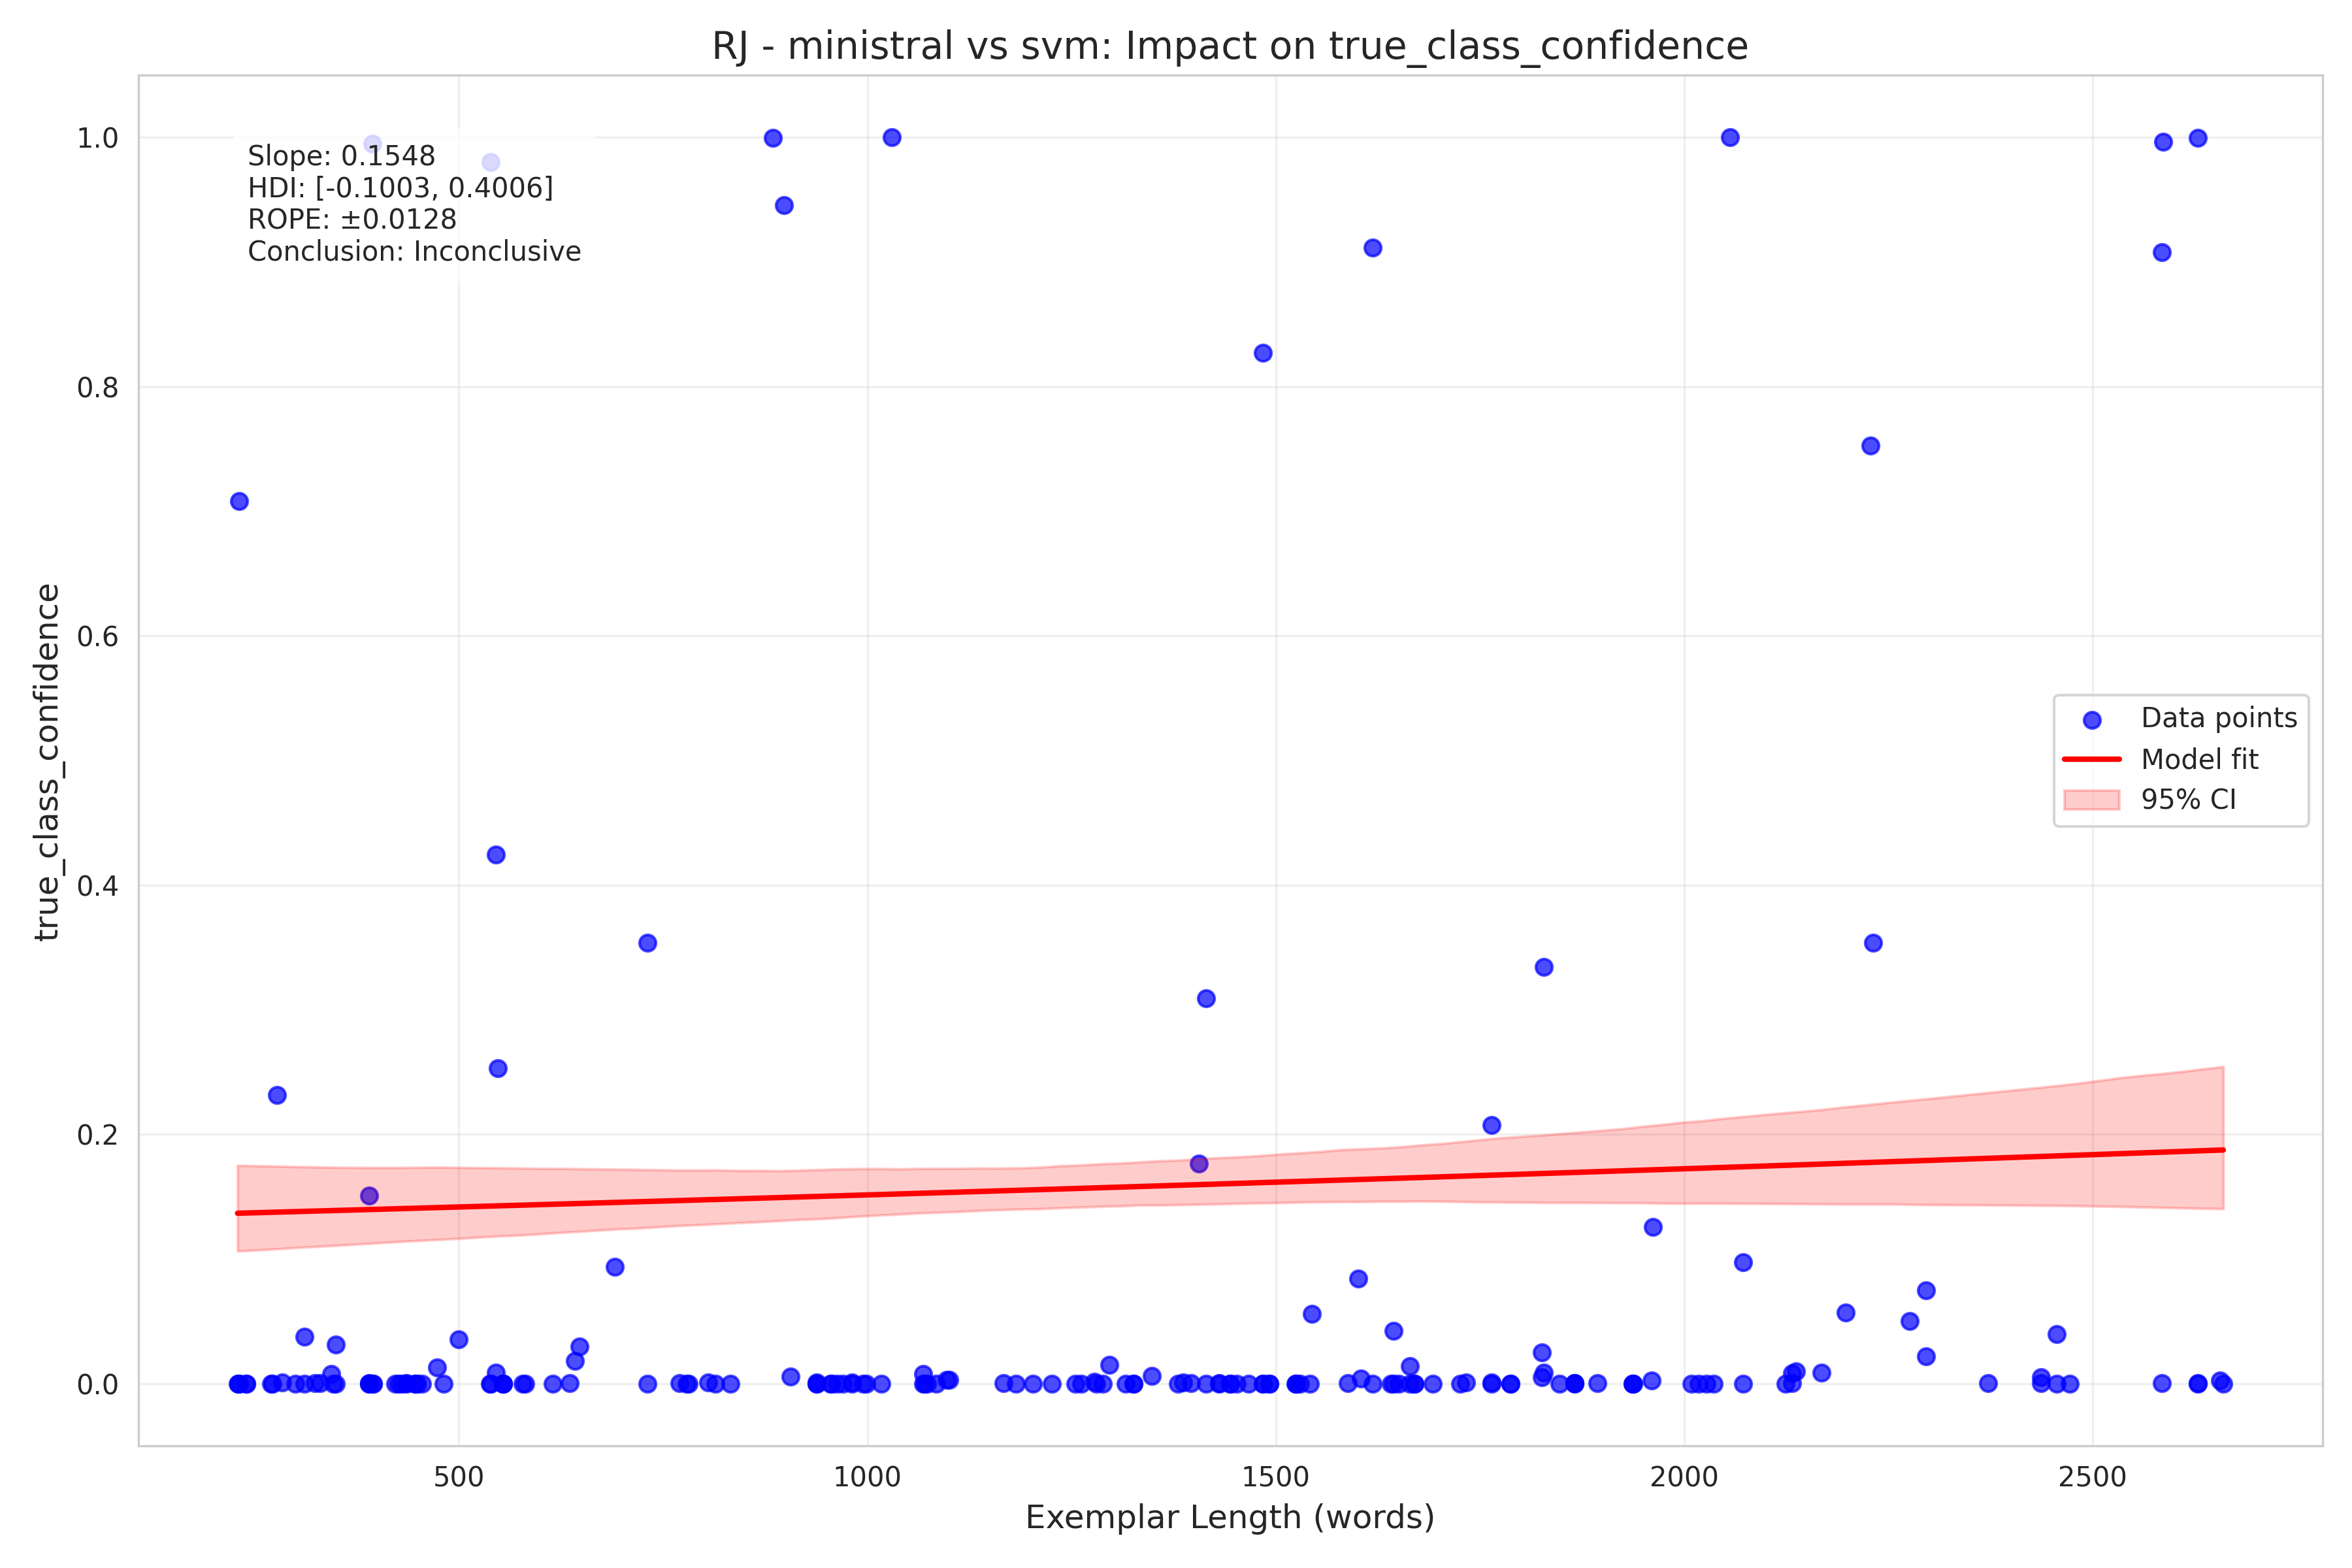 RJ - ministral vs svm: Impact on true_class_confidence
Slope: 0.1548
HDI: [-0.1003, 0.4006]
ROPE: ±0.0128
Conclusion: Inconclusive
true_class_confidence
1.0
0.8
0.6
0.4
0.2
0.0
Data points
Model fit
95% CI
500
1000
1500
2000
2500
Exemplar Length (words)